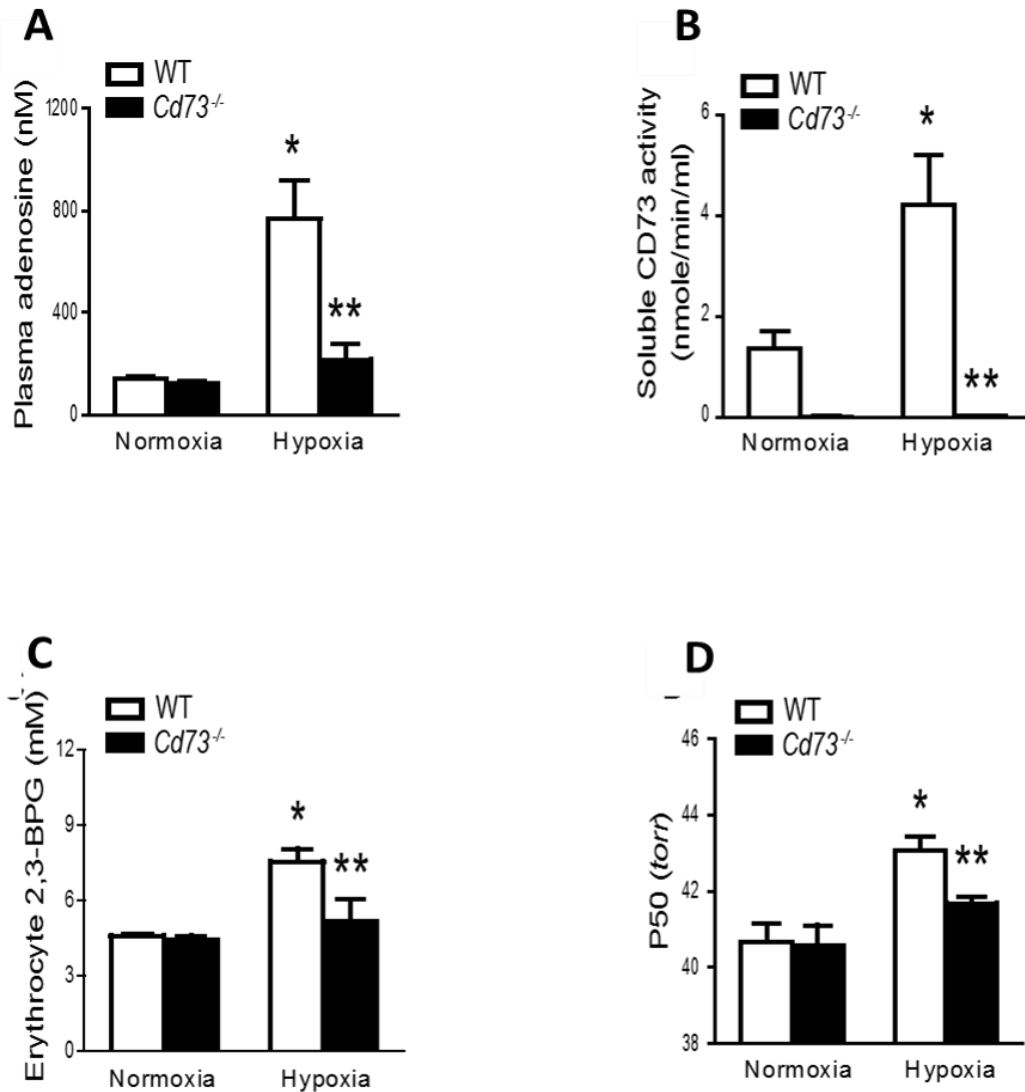 A
WT
Cd73-/-
Plasma adenosine (nM)
1200
800
400
0
*
**
Normoxia Hypoxia
B
WT
Cd73-/-
Soluble CD73 activity
(nmole/min/ml)
6
4
2
0
*
**
Normoxia Hypoxia
C
WT
Cd73-/-
Erythrocyte 2,3-BPG (mM)
12
9
6
3
0
*
**
Normoxia Hypoxia
D
WT
Cd73-/-
P50 (torr)
46
44
42
40
38
*
**
Normoxia Hypoxia